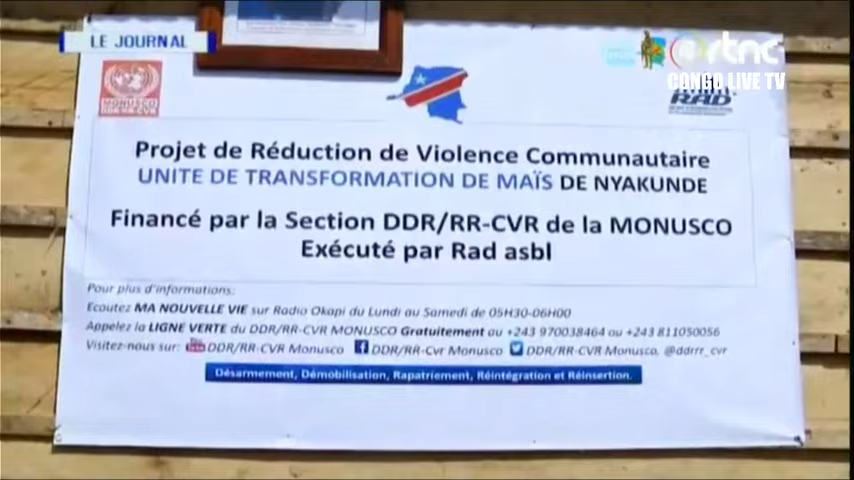 LE JOURNAL
rtnc
CONGO LIVE TV
MONUSCO
RAD
Projet de Réduction de Violence Communautaire
UNITE DE TRANSFORMATION DE MAÏS DE NYAKUNDE
Financé par la Section DDR/RR-CVR de la MONUSCO
Exécuté par Rad asbl
Pour plus d'informations:
Ecoutez MA NOUVELLE VIE sur Radio Okapi du Lundi au Samedi de 05H30-06H00
Appelez la LIGNE VERTE du DDR/RR-CVR MONUSCO Gratuitement au +243 970038464 au +243 811050056
Visitez-nous sur: DDR/RR-CVR Monusco DDR/RR-Cvr Monusco DDR/RR-CVR Monusco, @ddrrr_cvr
Désarmement, Démobilisation, Rapatriement, Réintégration et Réinsertion.